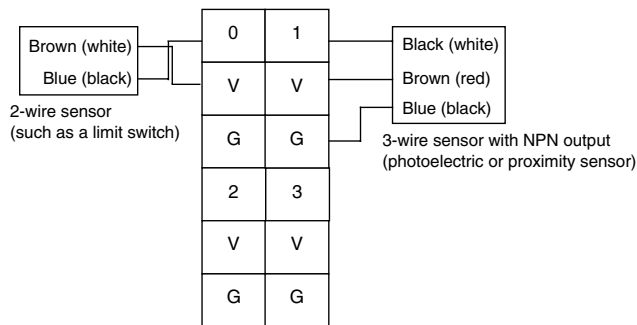 Brown (white)
Blue (black)
2-wire sensor
(such as a limit switch)
0 1
V V
G G
2 3
V V
G G
Black (white)
Brown (red)
Blue (black)
3-wire sensor with NPN output
(photoelectric or proximity sensor)